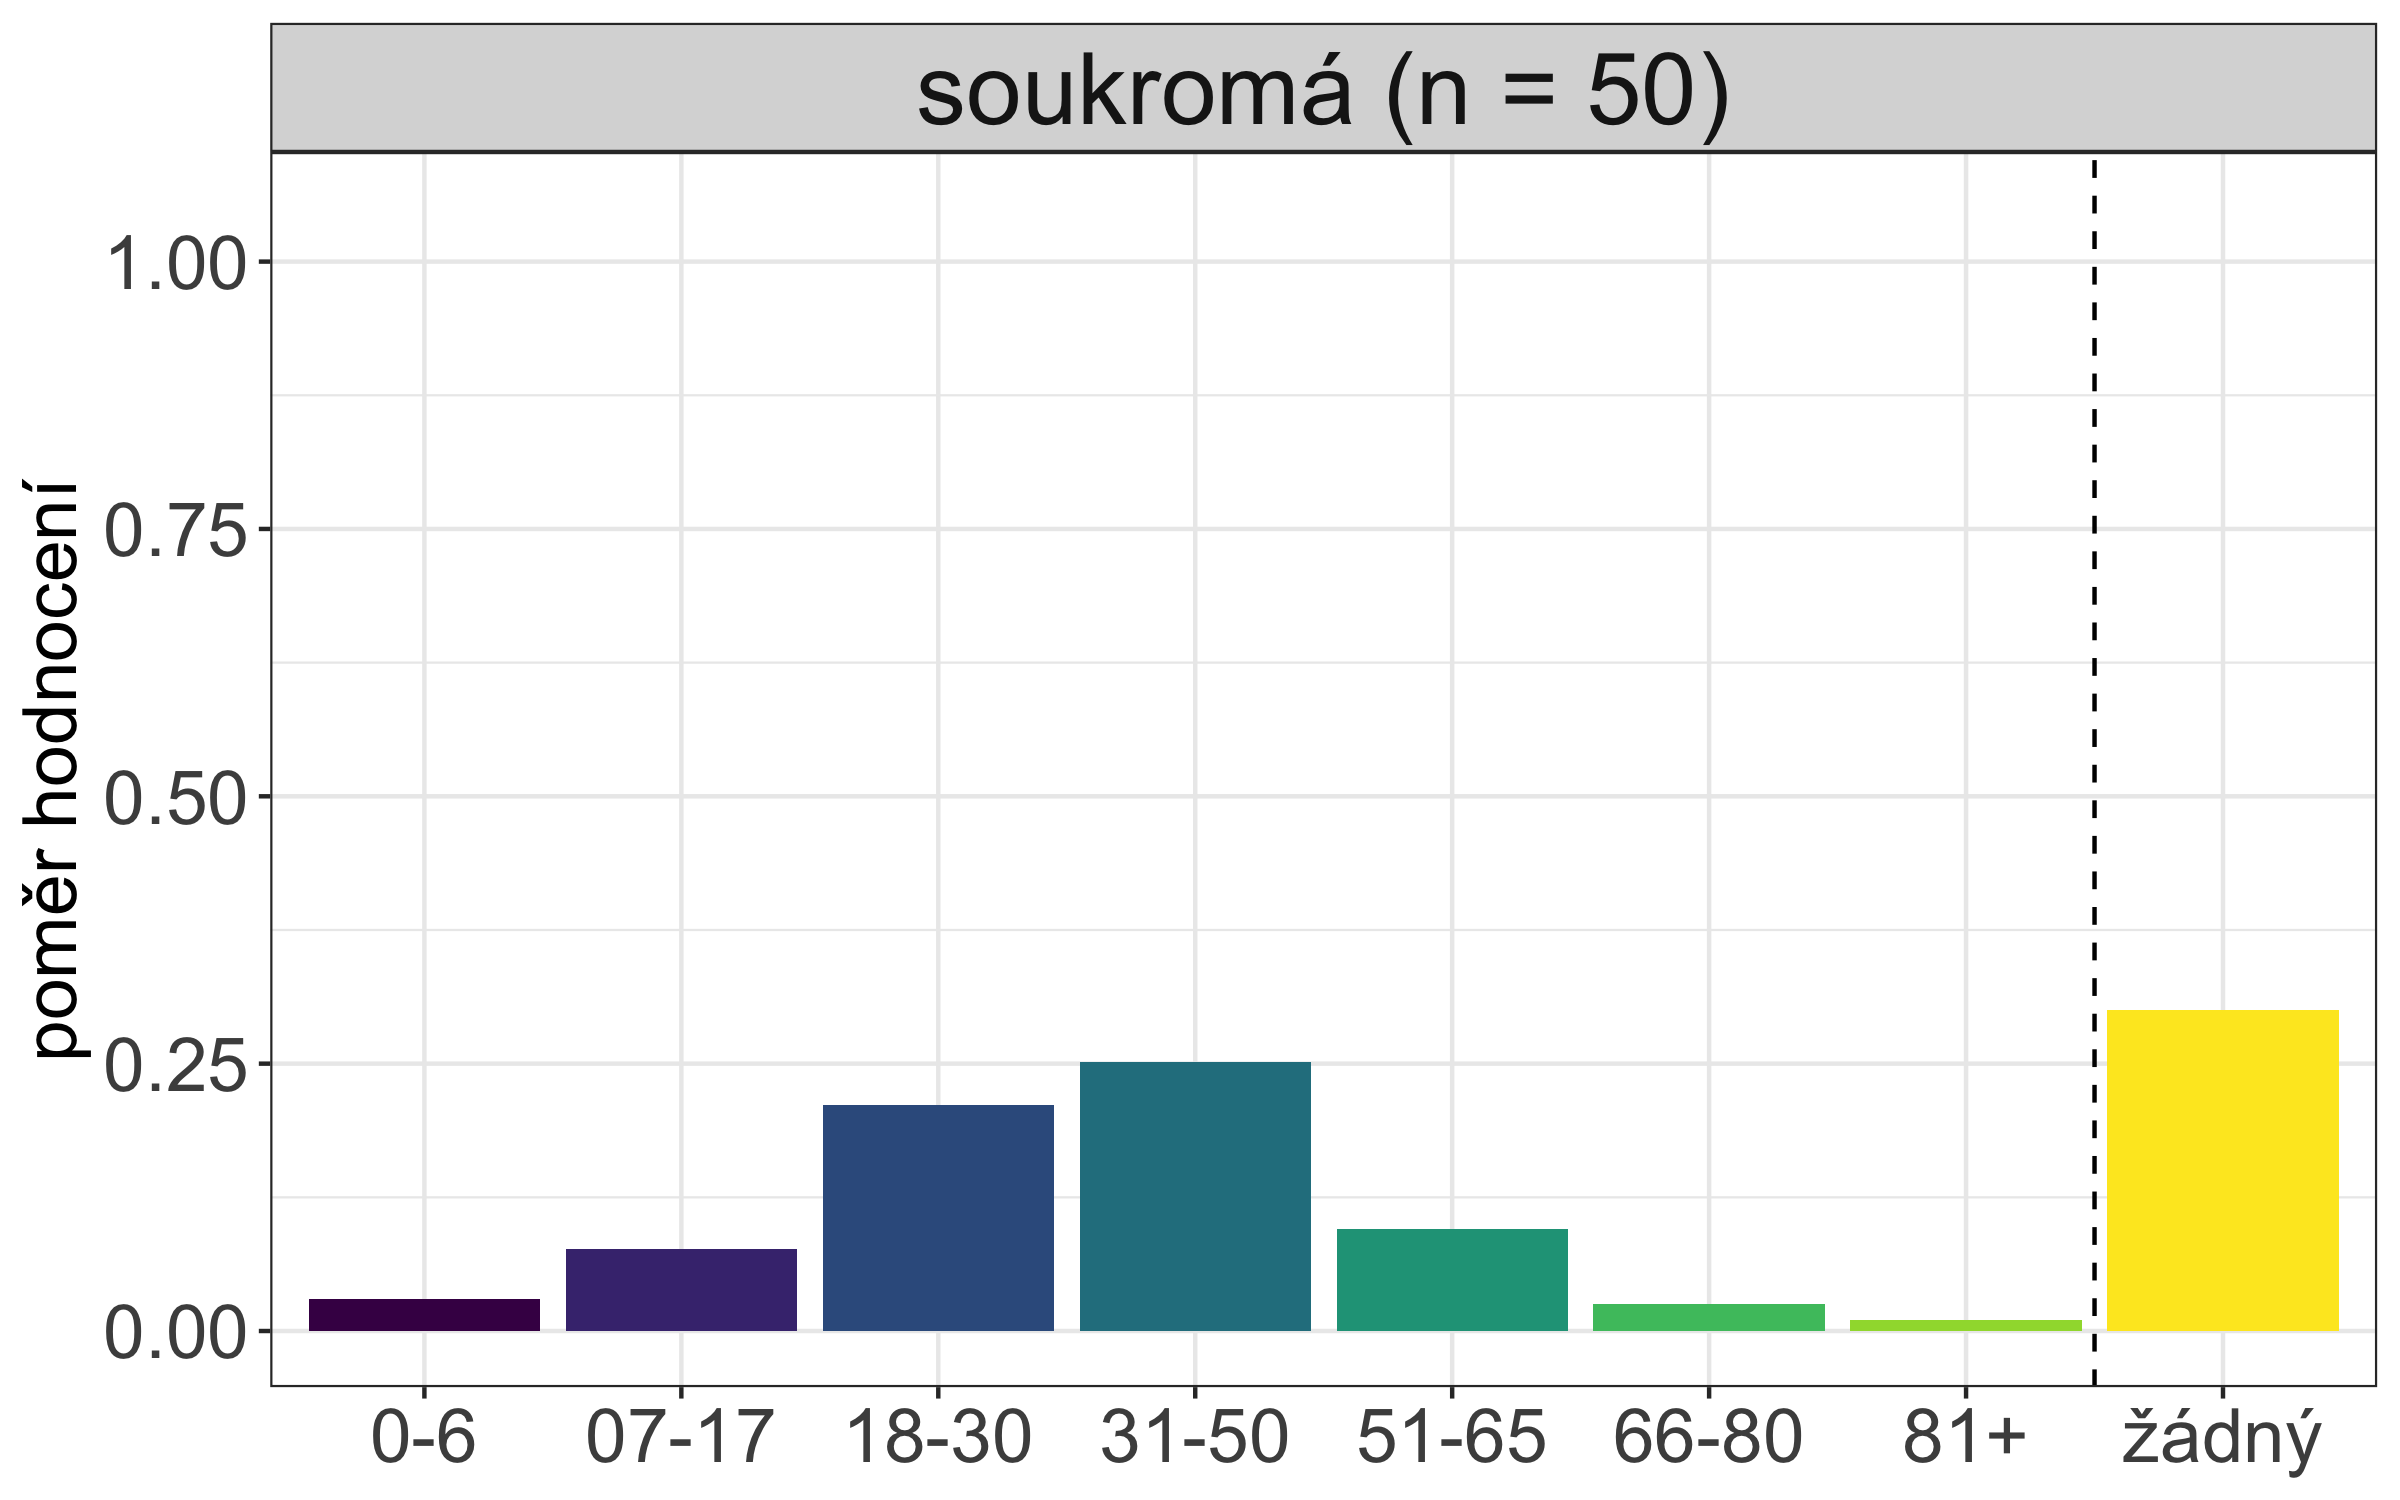 soukromá (n = 50)
poměr hodnocení
1.00
0.75
0.50
0.25
0.00
0-6 07-17 18-30 31-50 51-65 66-80 81+ žádný